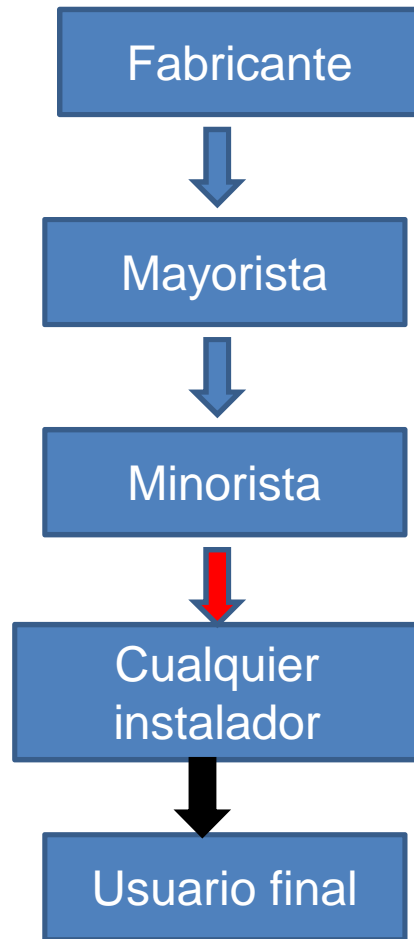 Fabricante
Mayorista
Minorista
Cualquier
instalador
Usuario final